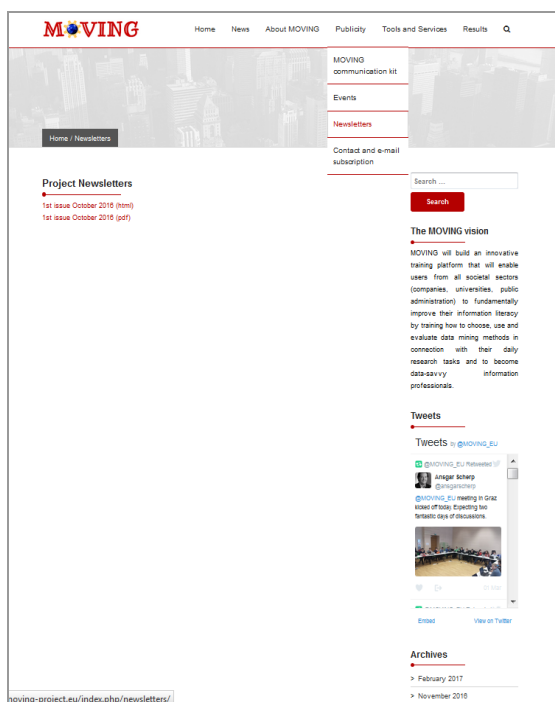 MOVING
Home News About MOVING Publicity Tools and Services Results
MOVING
communication kit
Events
Newsletters
Contact and e-mail
subscription
Home / Newsletters
Project Newsletters
1st issue October 2016 (html)
1st issue October 2016 (pdf)
Search ...
Search
The MOVING vision
MOVING will build an innovative
training platform that will enable
users from all societal sectors
(companies, universities, public
administration) to fundamentally
improve their information literacy
by training how to choose, use and
evaluate data mining methods in
connection with their daily
research tasks and to become
data-savvy information
professionals.
Tweets
Tweets by @MOVING_EU
@MOVING_EU Retweeted
Ansgar Scherp
@ansgarscherp
@MOVING_EU meeting in Graz
kicked off today. Expecting two
fantastic days of discussions.
Embed View on Twitter
Archives
> February 2017
> November 2016
moving-project.eu/index.php/newsletters/